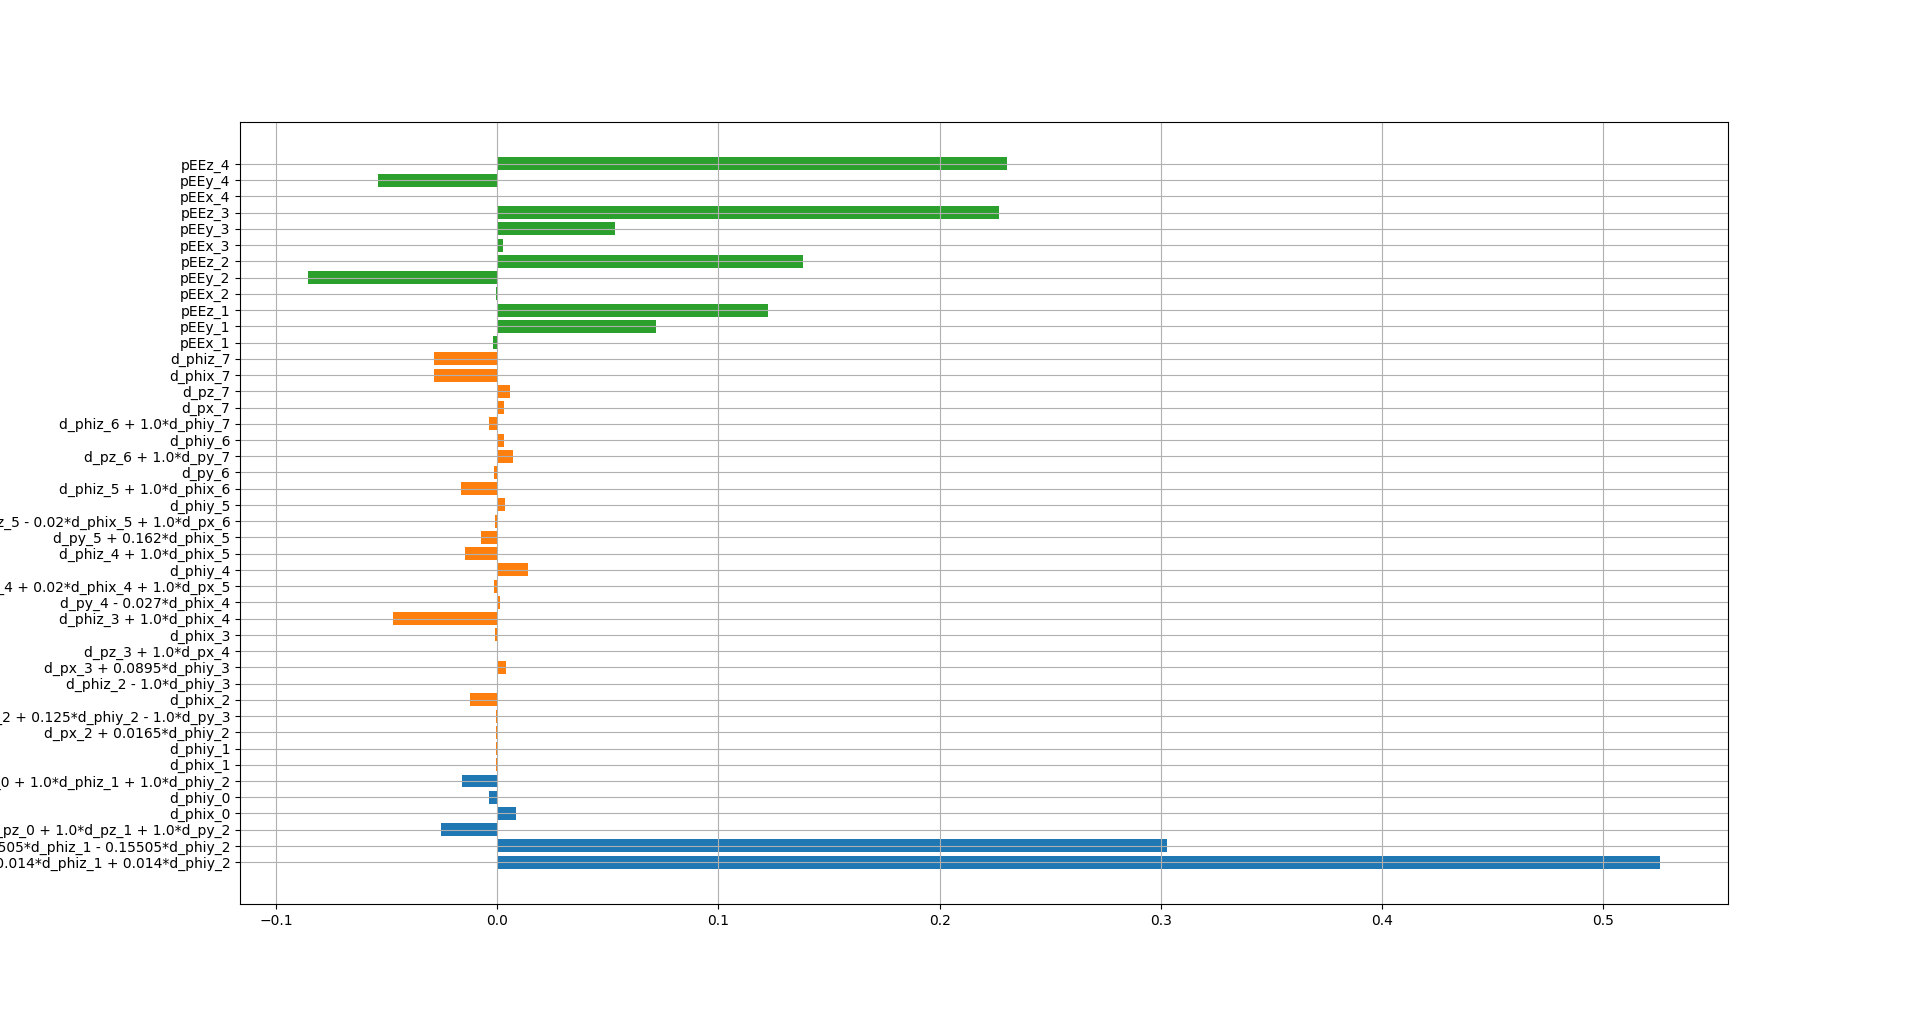 pEEz_4
pEEy_4
pEEx_4
pEEz_3
pEEy_3
pEEx_3
pEEz_2
pEEy_2
pEEx_2
pEEz_1
pEEy_1
pEEx_1
d_phiz_7
d_phix_7
d_pz_7
d_px_7
d_phiz_6 + 1.0*d_phiy_7
d_phiy_6
d_pz_6 + 1.0*d_py_7
d_py_6
d_phiz_5 + 1.0*d_phix_6
d_phiy_5
z_5 - 0.02*d_phix_5 + 1.0*d_px_6
d_py_5 + 0.162*d_phix_5
d_phiz_4 + 1.0*d_phix_5
d_phiy_4
_4 + 0.02*d_phix_4 + 1.0*d_px_5
d_py_4 - 0.027*d_phix_4
d_phiz_3 + 1.0*d_phix_4
d_phix_3
d_pz_3 + 1.0*d_px_4
d_px_3 + 0.0895*d_phiy_3
d_phiz_2 - 1.0*d_phiy_3
d_phix_2
_2 + 0.125*d_phiy_2 - 1.0*d_py_3
d_px_2 + 0.0165*d_phiy_2
d_phiy_1
d_phix_1
_0 + 1.0*d_phiz_1 + 1.0*d_phiy_2
d_phiy_0
d_phix_0
_pz_0 + 1.0*d_pz_1 + 1.0*d_py_2
505*d_phiz_1 - 0.15505*d_phiy_2
0.014*d_phiz_1 + 0.014*d_phiy_2
−0.1 0.0 0.1 0.2 0.3 0.4 0.5